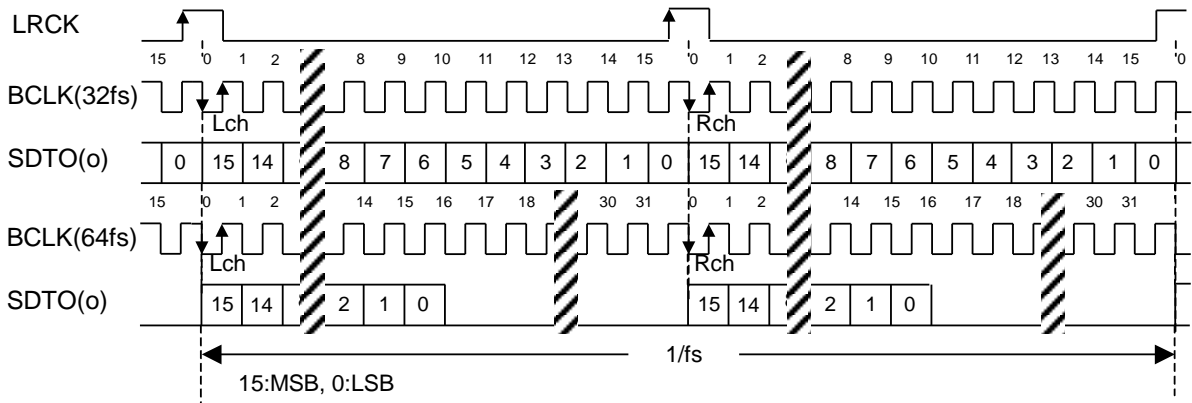 LRCK
15 0 1 2 8 9 10 11 12 13 14 15 0 1 2 8 9 10 11 12 13 14 15 0
BCLK(32fs)
Lch Rch
SDTO(o) 0 15 14 8 7 6 5 4 3 2 1 0 15 14 8 7 6 5 4 3 2 1 0
15 0 1 2 14 15 16 17 18 30 31 0 1 2 14 15 16 17 18 30 31
BCLK(64fs)
Lch Rch
SDTO(o) 15 14 2 1 0 15 14 2 1 0
1/fs
15:MSB, 0:LSB